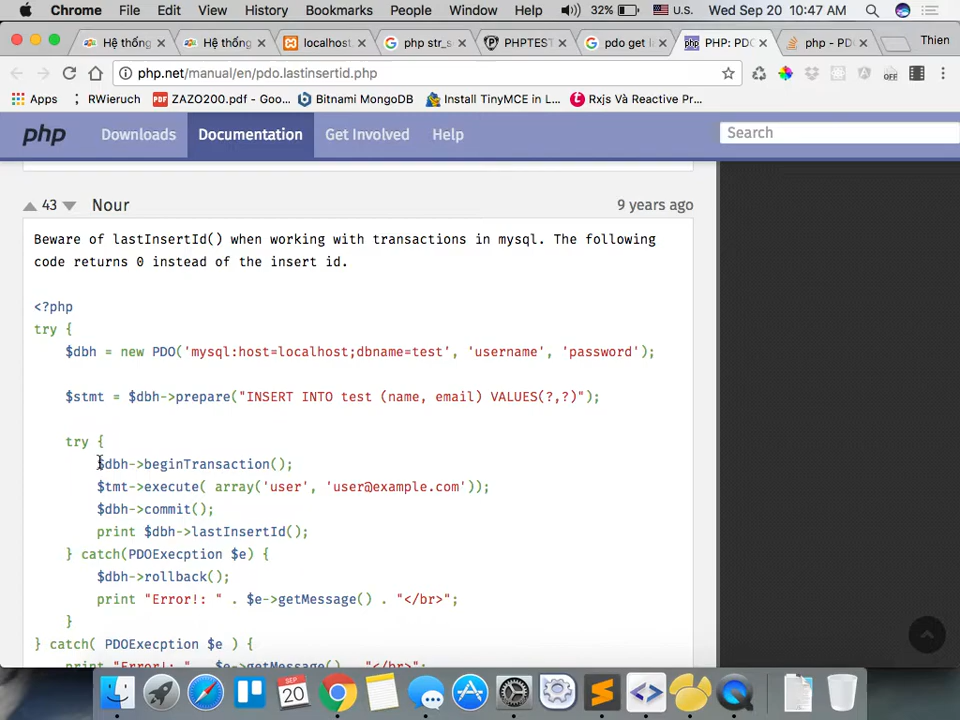 Chrome File Edit View History Bookmarks People Window Help 32% U.S. Wed Sep 20 10:47 AM
Hệ thống Hệ thống localhost php str_s PHPTEST pdo get l PHP: PDO php - PD Thien
php.net/manual/en/pdo.lastinsertid.php
Apps RWieruch ZAZO200.pdf - Goo... Bitnami MongoDB Install TinyMCE in L... Rxjs Và Reactive Pr...
php Downloads Documentation Get Involved Help Search
43 Nour 9 years ago
Beware of lastInsertId() when working with transactions in mysql. The following
code returns 0 instead of the insert id.
<?php
try {
$dbh = new PDO('mysql:host=localhost;dbname=test', 'username', 'password');
$stmt = $dbh->prepare("INSERT INTO test (name, email) VALUES(?,?)");
try {
$dbh->beginTransaction();
$tmt->execute( array('user', 'user@example.com'));
$dbh->commit();
print $dbh->lastInsertId();
} catch(PDOExecption $e) {
$dbh->rollback();
print "Error!: " . $e->getMessage() . "</br>";
}
} catch( PDOExecption $e ) {
print "Error!: " . $e->getMessage() . "</br>";
SEP
20